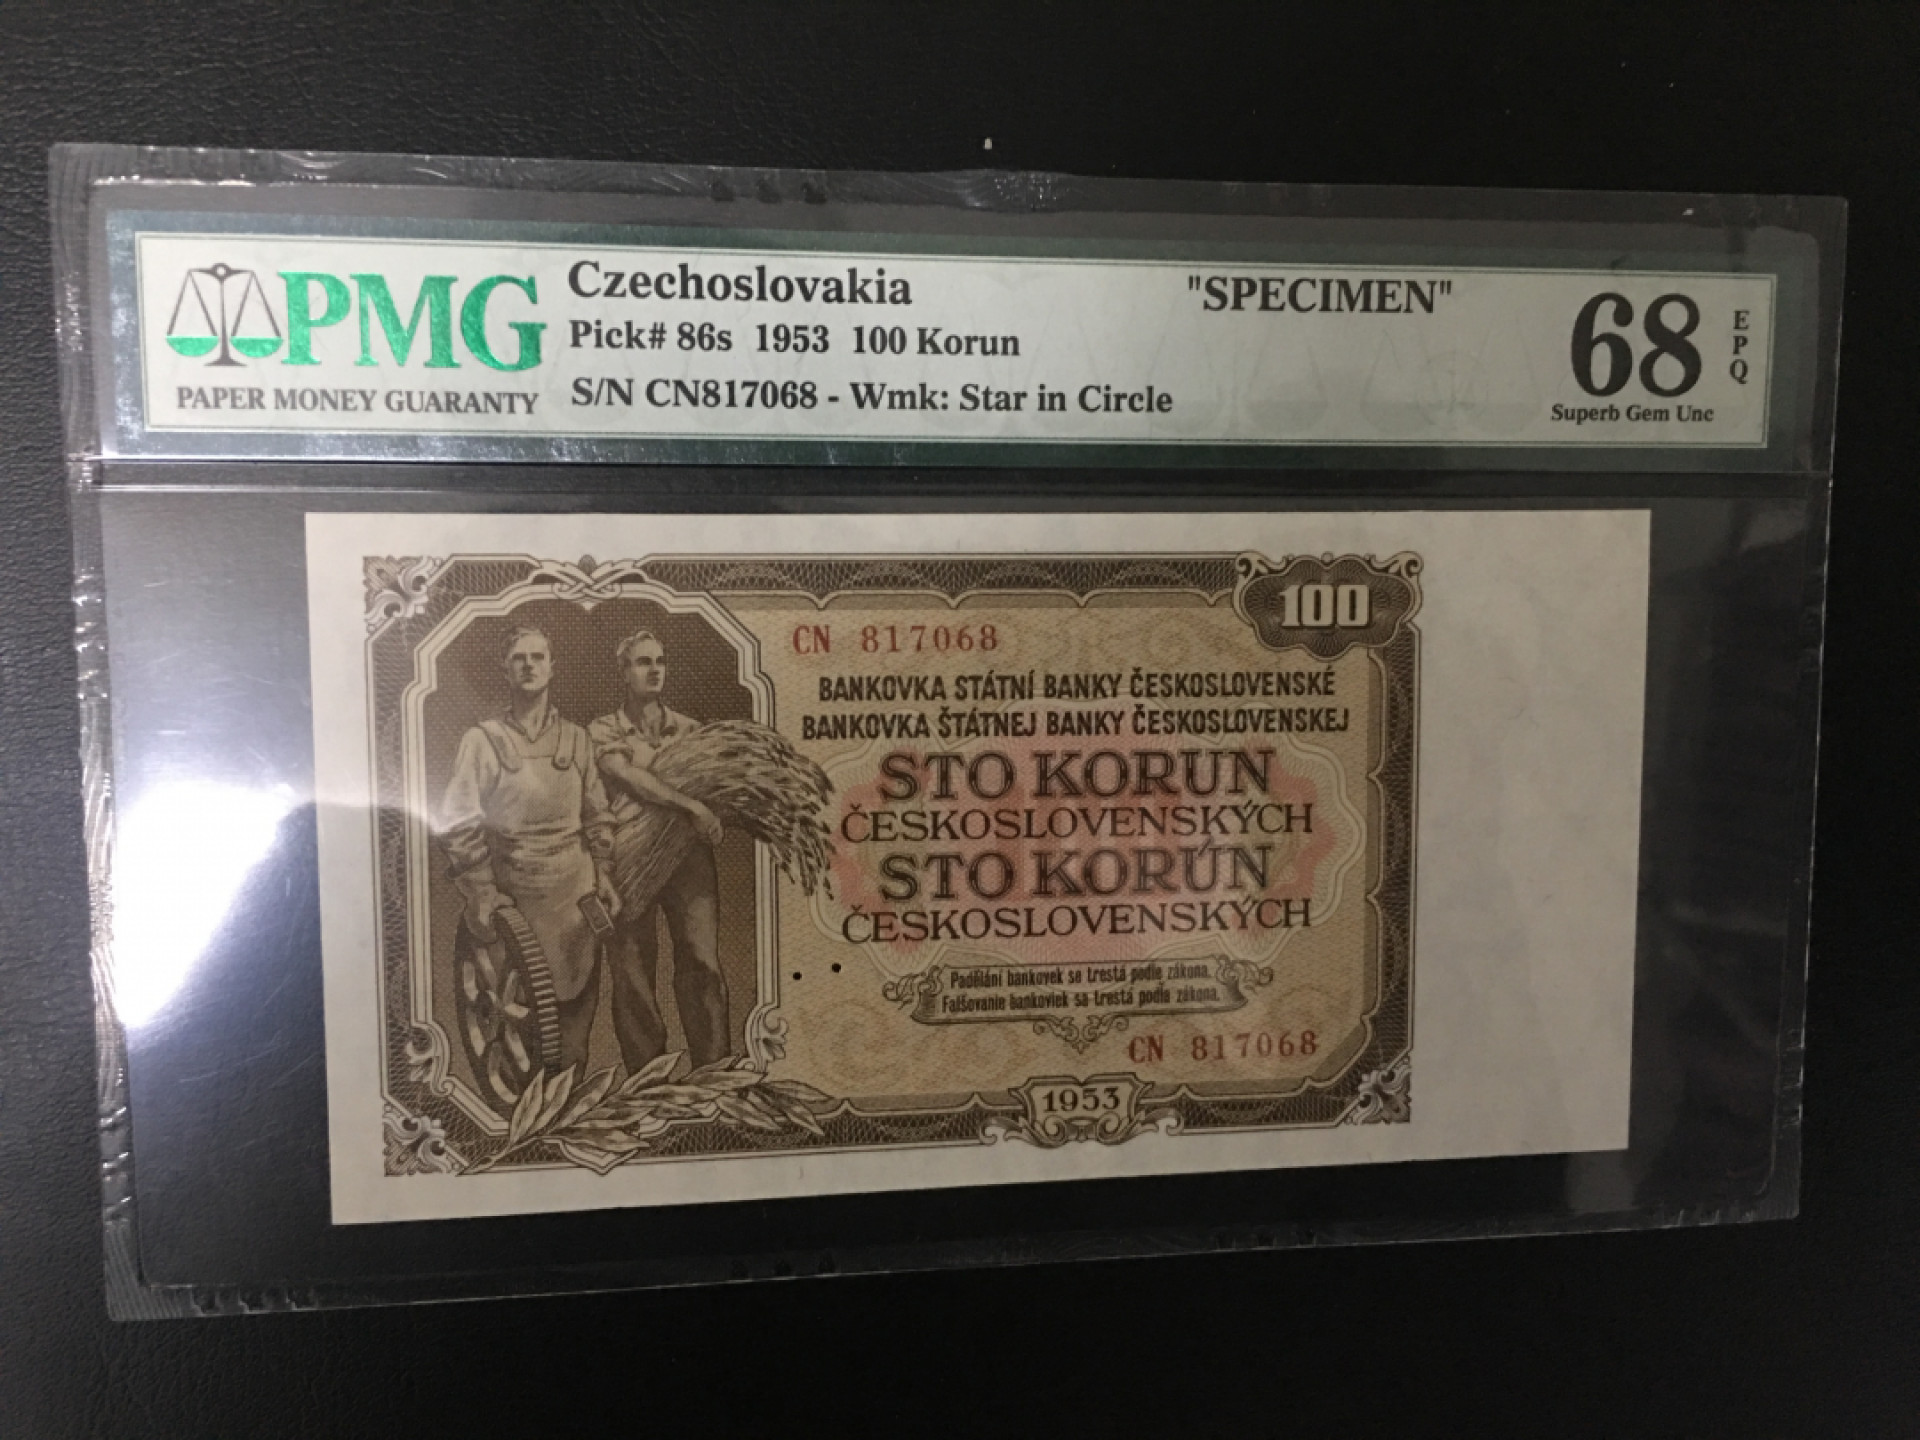 PMG
PAPER MONEY GUARANTY
Czechoslovakia
"SPECIMEN"
Pick# 86s 1953 100 Korun
S/N CN817068 - Wmk: Star in Circle
68
EPQ
Superb Gem Unc
100
CN 817068
BANKOVKA STÁTNÍ BANKY ČESKOSLOVENSKÉ
BANKOVKA ŠTÁTNEJ BANKY ČESKOSLOVENSKEJ
STO KORUN
ČESKOSLOVENSKÝCH
STO KORÚN
ČESKOSLOVENSKÝCH
Padělání bankovek se trestá podle zákona.
Falšovanie bankoviek sa trestá podľa zákona.
CN 817068
1953